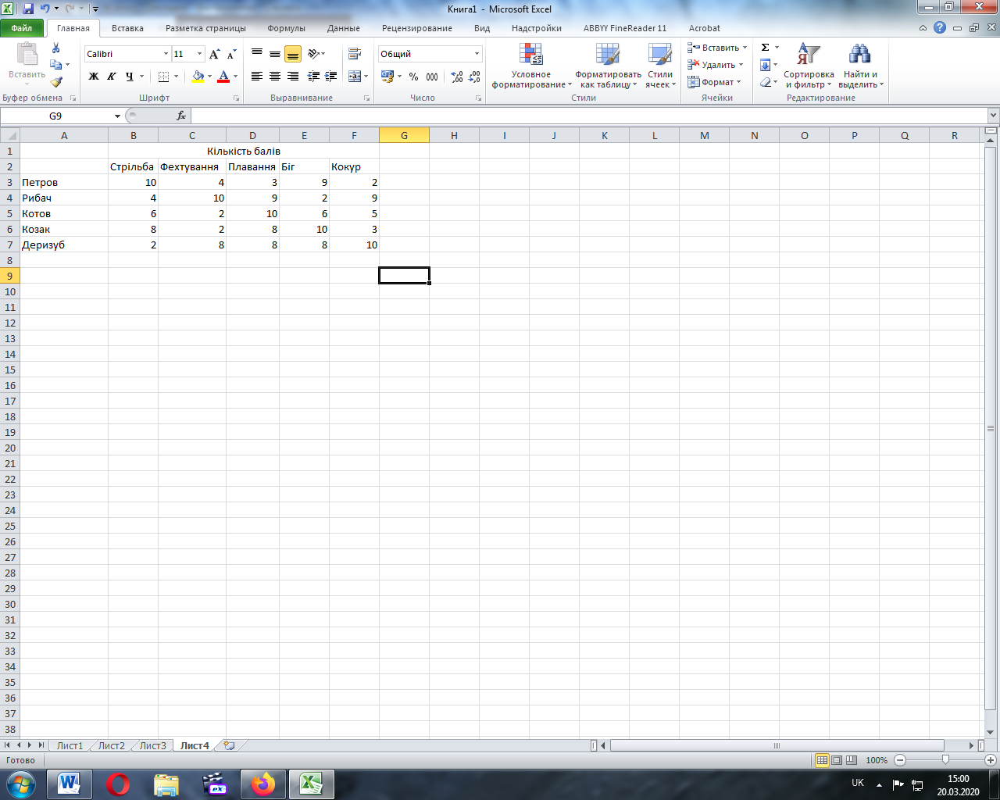 Книга1 - Microsoft Excel
Файл Главная Вставка Разметка страницы Формулы Данные Рецензирование Вид Надстройки ABBYY FineReader 11 Acrobat
Calibri 11 Общий
Вставить Ж К Ч А % 000 Условное форматирование Форматировать как таблицу Стили ячеек Вставить Удалить Формат Σ Сортировка и фильтр Найти и выделить
Буфер обмена Шрифт Выравнивание Число Стили Ячейки Редактирование
G9 fx
A B C D E F G H I J K L M N O P Q R
1 Кількість балів
2 Стрільба Фехтування Плавання Біг Кокур
3 Петров 10 4 3 9 2
4 Рибач 4 10 9 2 9
5 Котов 6 2 10 6 5
6 Козак 8 2 8 10 3
7 Деризуб 2 8 8 8 10
8
9
10
11
12
13
14
15
16
17
18
19
20
21
22
23
24
25
26
27
28
29
30
31
32
33
34
35
36
37
38
Лист1 Лист2 Лист3 Лист4
Готово 100%
UK 15:00
20.03.2020